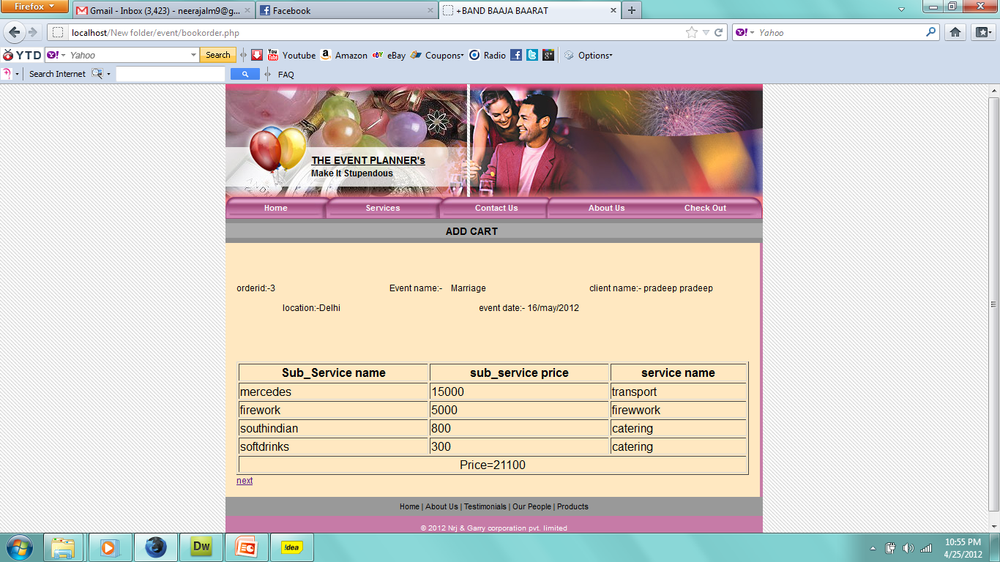 Firefox
Gmail - Inbox (3,423) - neerajalm9@g...
Facebook
+BAND BAAJA BAARAT
localhost/New folder/event/bookorder.php
Yahoo
YTD
Yahoo
Search
Youtube
Amazon
eBay
Coupons
Radio
Options
Search Internet
FAQ
THE EVENT PLANNER's
Make It Stupendous
Home Services Contact Us About Us Check Out
ADD CART
orderid:-3 Event name:- Marriage client name:- pradeep pradeep
location:-Delhi event date:- 16/may/2012
Sub_Service name sub_service price service name
mercedes 15000 transport
firework 5000 firewwork
southindian 800 catering
softdrinks 300 catering
Price=21100
next
Home | About Us | Testimonials | Our People | Products
© 2012 Nrj & Garry corporation pvt. limited
Dw
!dea
10:55 PM
4/25/2012